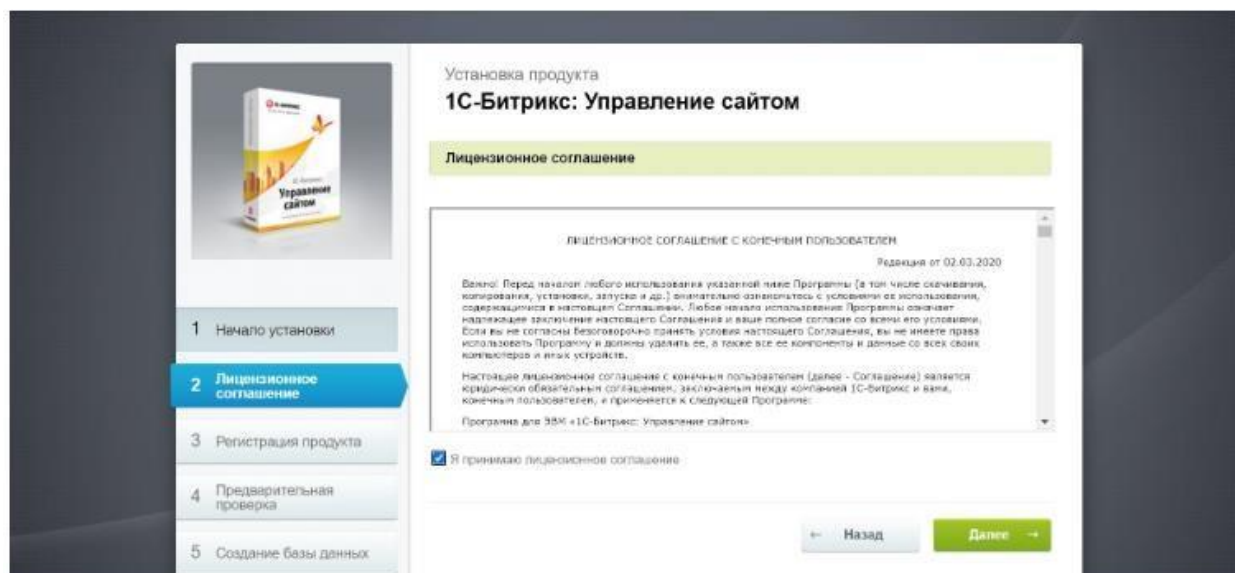 Установка продукта
1С-Битрикс: Управление сайтом
Лицензионное соглашение
1С-Битрикс
Управление
сайтом
ЛИЦЕНЗИОННОЕ СОГЛАШЕНИЕ С КОНЕЧНЫМ ПОЛЬЗОВАТЕЛЕМ
Редакция от 02.03.2020
Важно! Перед началом любого использования указанной ниже Программы (в том числе скачивания,
копирования, установки, запуска и др.) внимательно ознакомьтесь с условиями ее использования,
содержащимися в настоящем Соглашении. Любое начало использования Программы означает
надлежащее заключение настоящего Соглашения и ваше полное согласие со всеми его условиями.
Если вы не согласны безоговорочно принять условия настоящего Соглашения, вы не имеете права
использовать Программу и должны удалить ее, а также все ее компоненты и данные со всех своих
компьютеров и иных устройств.
Настоящее лицензионное соглашение с конечным пользователем (далее - Соглашение) является
юридически обязательным соглашением, заключаемым между компанией 1С-Битрикс и вами,
конечным пользователем, и применяется к следующей Программе:
Программа для ЭВМ «1С-Битрикс: Управление сайтом»
Я принимаю лицензионное соглашение
1 Начало установки
2 Лицензионное
соглашение
3 Регистрация продукта
4 Предварительная
проверка
5 Создание базы данных
← Назад
Далее →